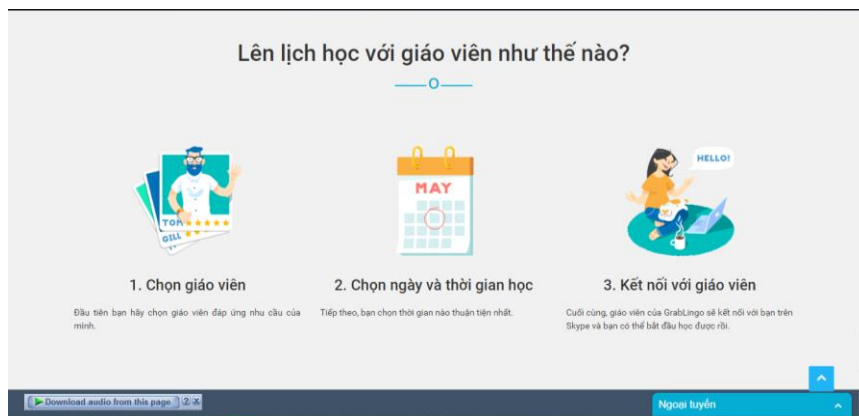 Lên lịch học với giáo viên như thế nào?
HELLO!
MAY
TOM
GILL
1. Chọn giáo viên
2. Chọn ngày và thời gian học
3. Kết nối với giáo viên
Đầu tiên bạn hãy chọn giáo viên đáp ứng nhu cầu của
mình.
Tiếp theo, bạn chọn thời gian nào thuận tiện nhất.
Cuối cùng, giáo viên của GrabLingo sẽ kết nối với bạn trên
Skype và bạn có thể bắt đầu học được rồi.
Download audio from this page ? X
Ngoại tuyến